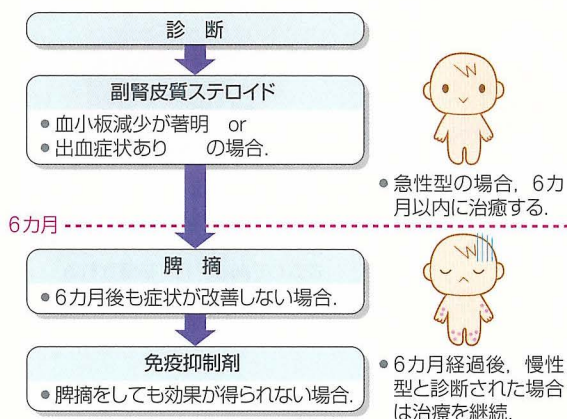 診 断
副腎皮質ステロイド
• 血小板減少が著明 or
• 出血症状あり の場合.
• 急性型の場合，6カ
月以内に治癒する.
6カ月
脾 摘
• 6カ月後も症状が改善しない場合.
免疫抑制剤
• 脾摘をしても効果が得られない場合.
• 6カ月経過後，慢性
型と診断された場合
は治療を継続.